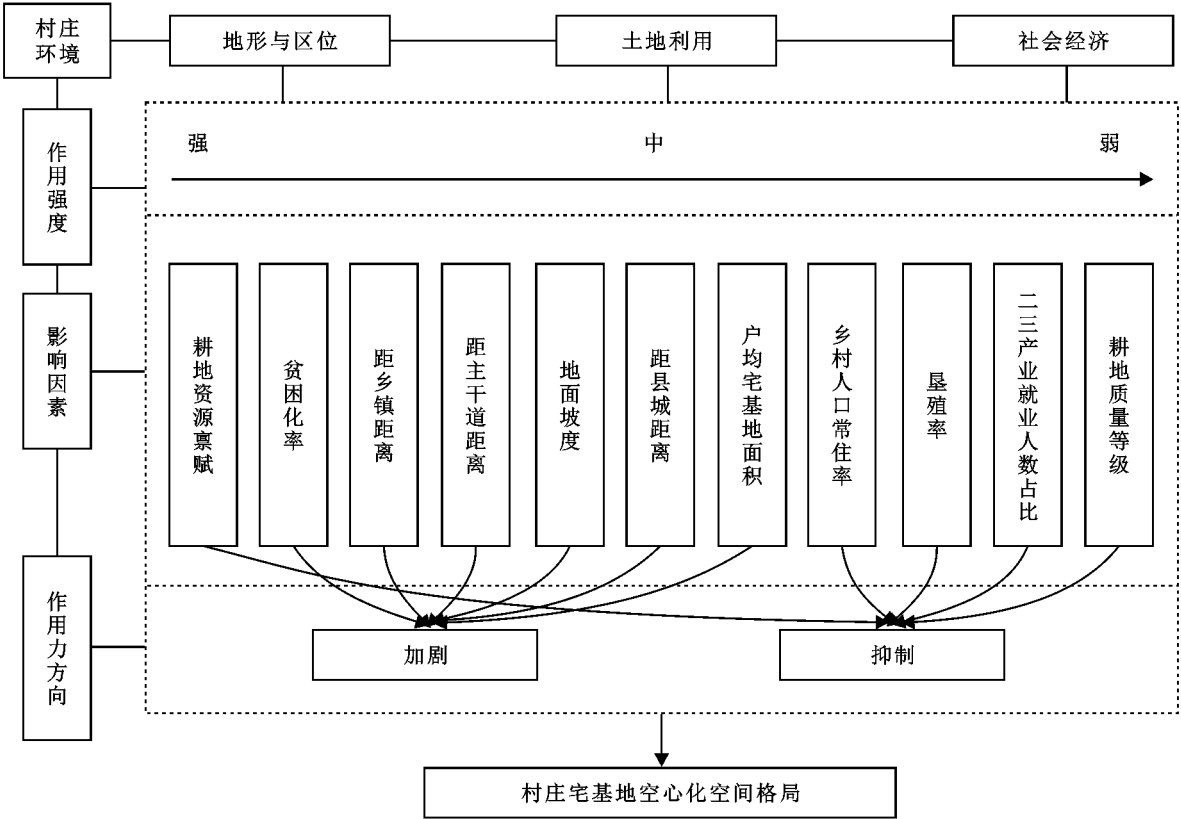 村庄
环境
地形与区位
土地利用
社会经济
作用强度
强
中
弱
影响因素
耕地资源禀赋
贫困化率
距乡镇距离
距主干道距离
地面坡度
距县城距离
户均宅基地面积
乡村人口常住率
垦殖率
二三产业就业人数占比
耕地质量等级
作用力方向
加剧
抑制
村庄宅基地空心化空间格局